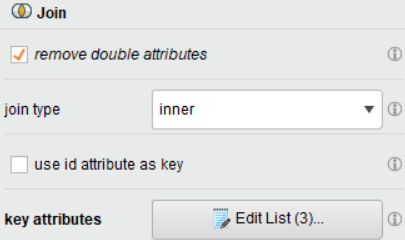 Join
remove double attributes
join type inner
use id attribute as key
key attributes Edit List (3)...